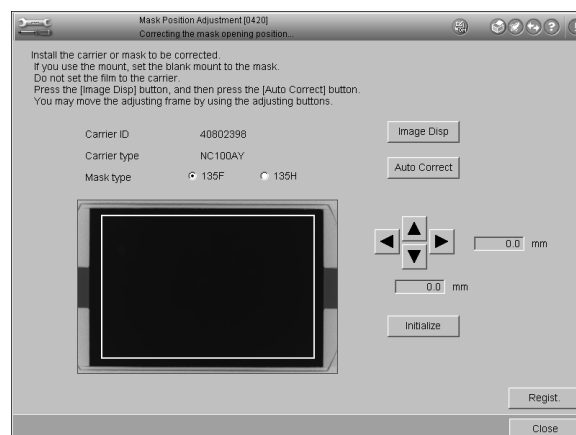 Mask Position Adjustment [0420]
Correcting the mask opening position...
Install the carrier or mask to be corrected.
If you use the mount, set the blank mount to the mask.
Do not set the film to the carrier.
Press the [Image Disp] button, and then press the [Auto Correct] button.
You may move the adjusting frame by using the adjusting buttons.
Carrier ID 40802398
Image Disp
Carrier type NC100AY
Auto Correct
Mask type 135F 135H
0.0 mm
0.0 mm
Initialize
Regist.
Close